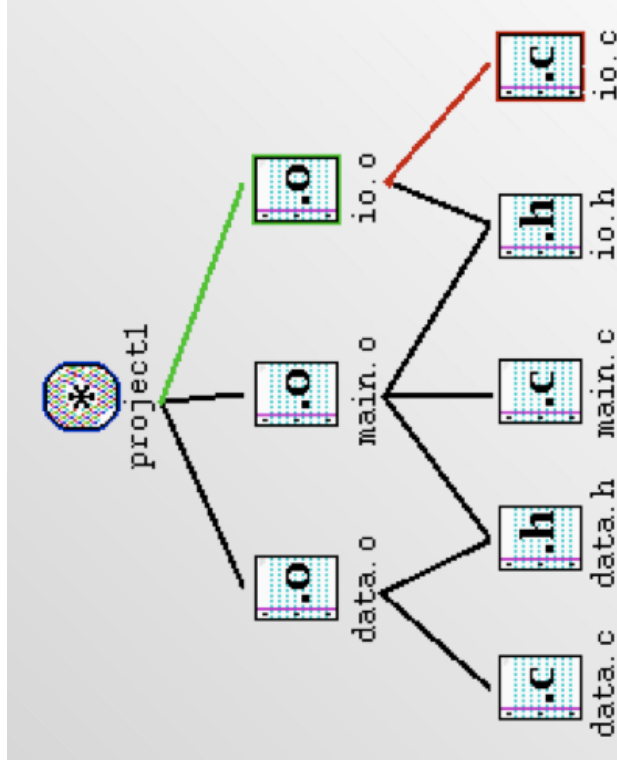 *
project1
.o .o .o
data.o main.o io.o
.c .h .c .h .c
data.c data.h main.c io.h io.c